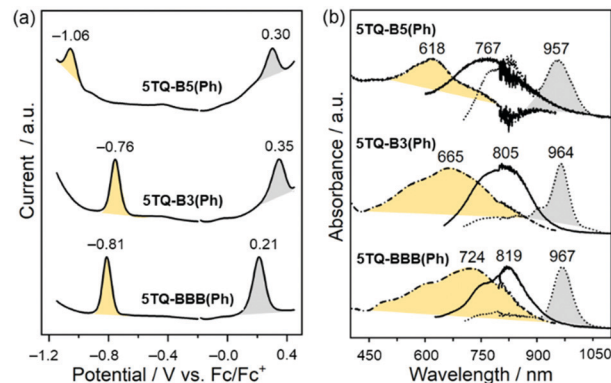 (a)
−1.06
0.30
5TQ-B5(Ph)
−0.76
0.35
5TQ-B3(Ph)
−0.81
0.21
5TQ-BBB(Ph)
Current / a.u.
−1.2 −0.8 −0.4 −0.0 0.4
Potential / V vs. Fc/Fc⁺
(b)
5TQ-B5(Ph)
618 767 957
5TQ-B3(Ph)
665 805 964
5TQ-BBB(Ph)
724 819 967
Absorbance / a.u.
450 600 750 900 1050
Wavelength / nm